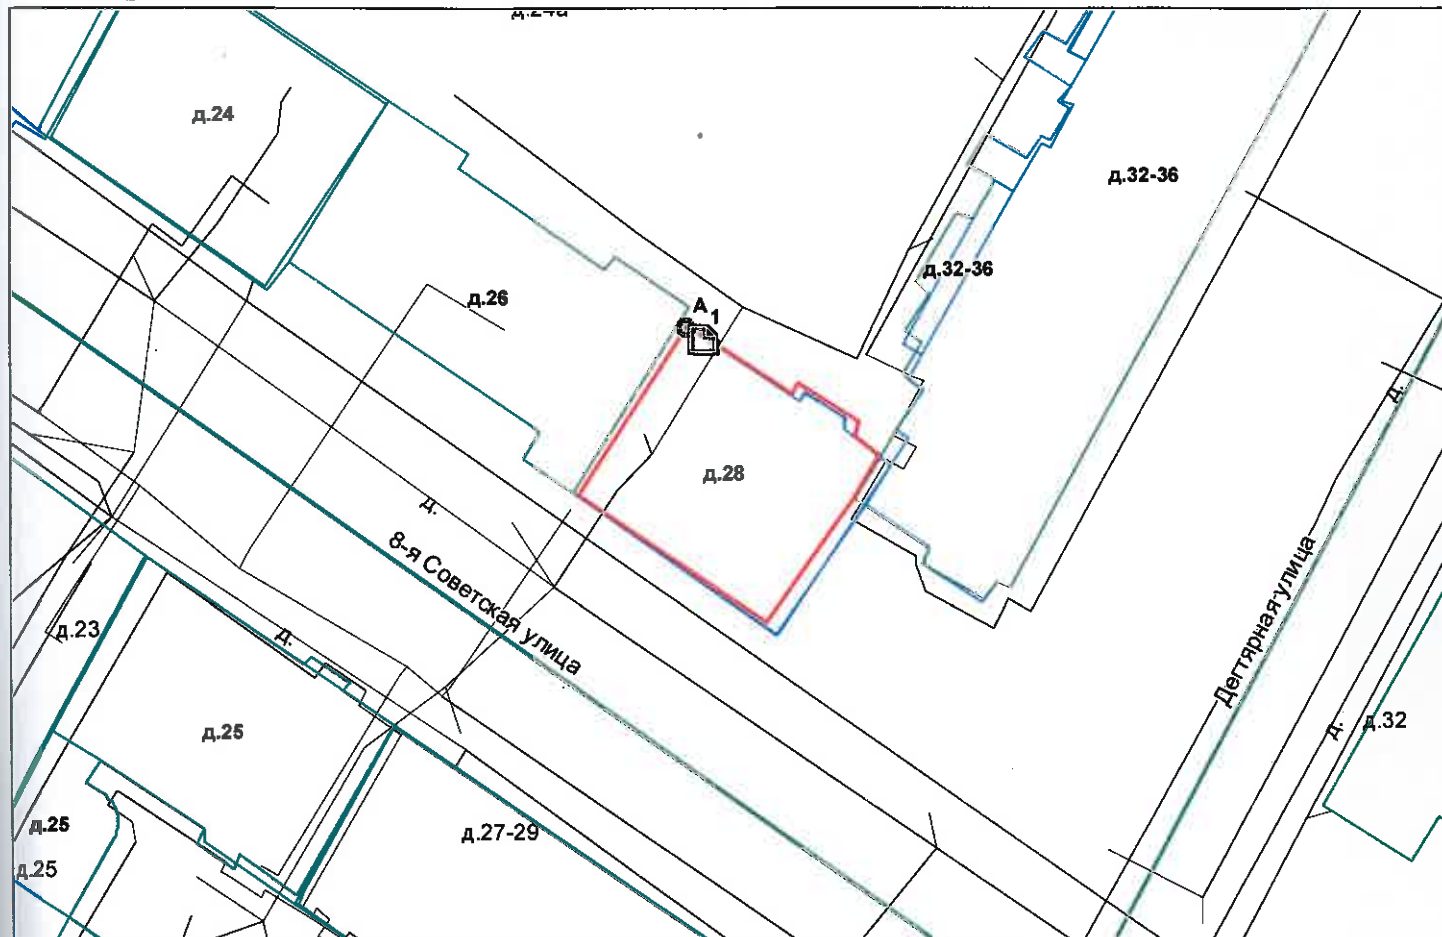 д.24а
д.24
д.32-36
д.32-36
д.26
А
1
д.
д.28
д.
8-я Советская улица
Дегтярная улица
д.23
д.
д.25
д.32
д.
д.25
д.27-29
д.25